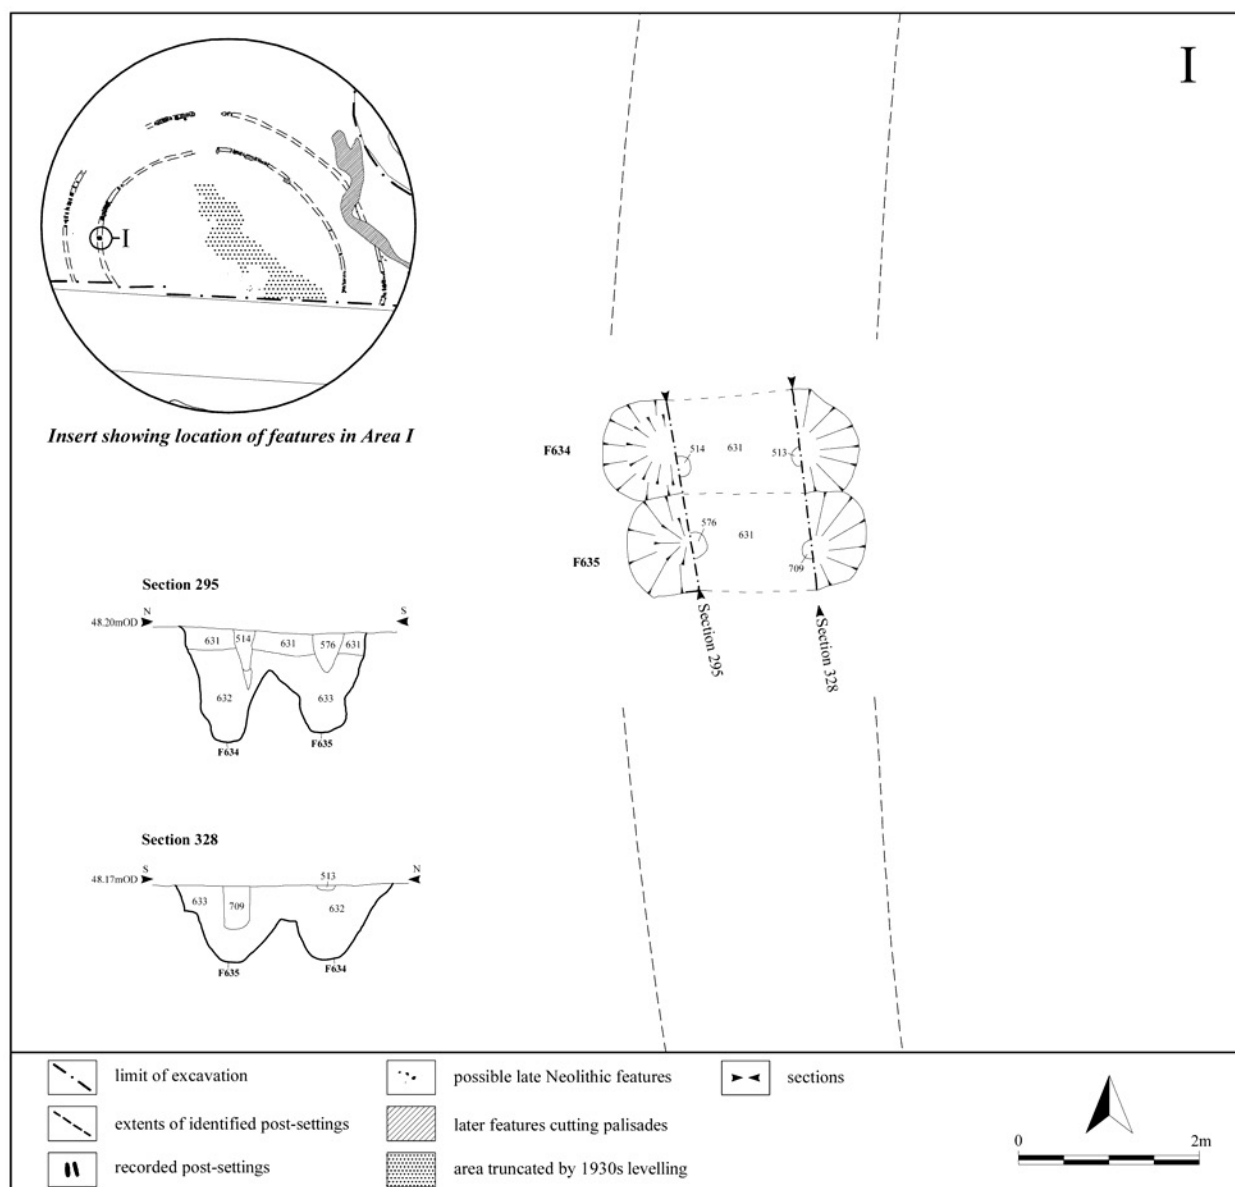 I
I
Insert showing location of features in Area I
F634
514
631
513
576
631
F635
709
Section 295
Section 328
Section 295
N
S
48.20mOD
631
514
631
576
631
632
633
F634
F635
Section 328
S
N
48.17mOD
513
633
709
632
F635
F634
limit of excavation
possible late Neolithic features
sections
extents of identified post-settings
later features cutting palisades
recorded post-settings
area truncated by 1930s levelling
0
2m